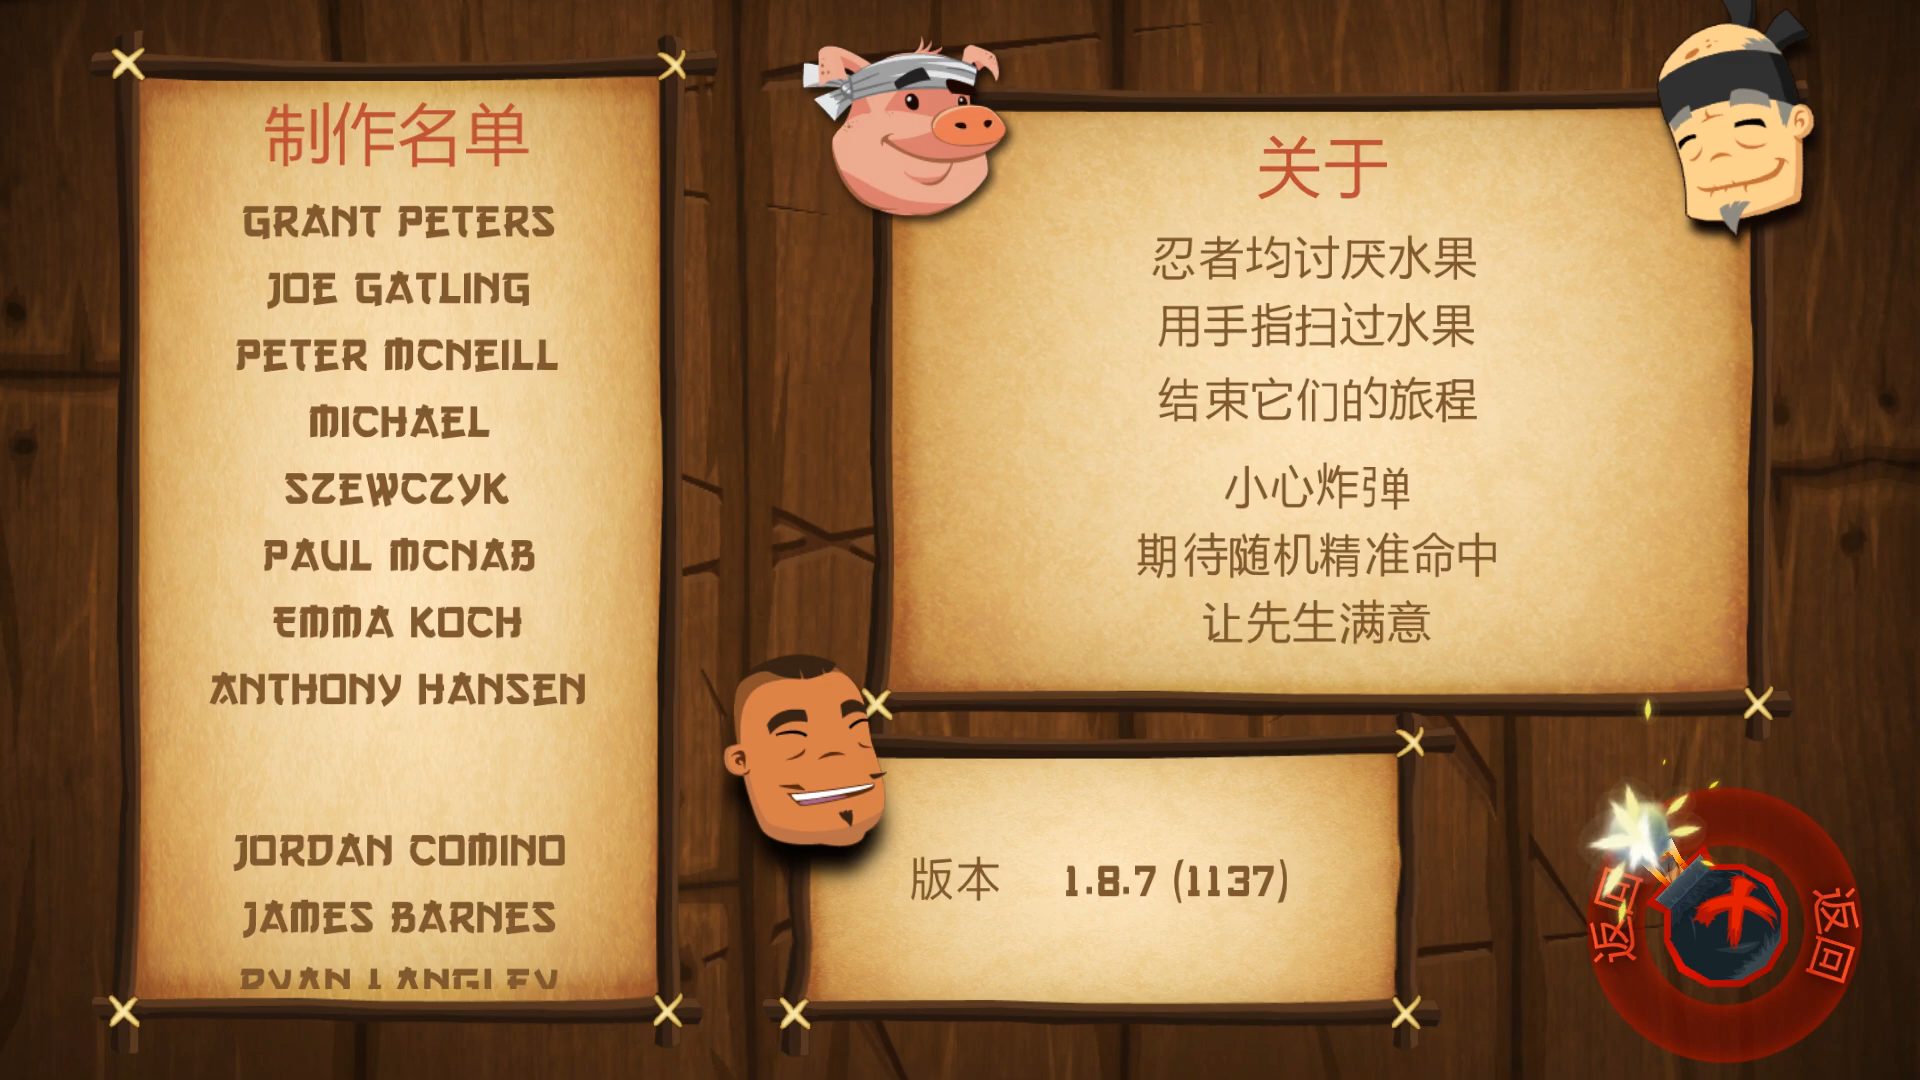 制作名单
GRANT PETERS
JOE GATLING
PETER MCNEILL
MICHAEL
SZEWCZYK
PAUL MCNAB
EMMA KOCH
ANTHONY HANSEN
JORDAN COMINO
JAMES BARNES
RYAN LANGLEY
关于
忍者均讨厌水果
用手指扫过水果
结束它们的旅程
小心炸弹
期待随机精准命中
让先生满意
版本 1.8.7 (1137)
返回
返回